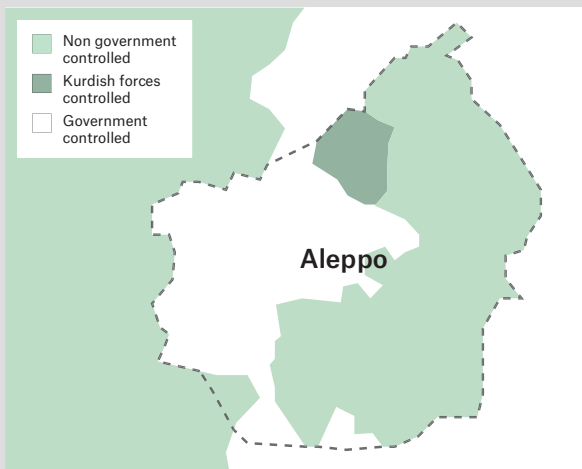 Non government
controlled
Kurdish forces
controlled
Government
controlled
Aleppo